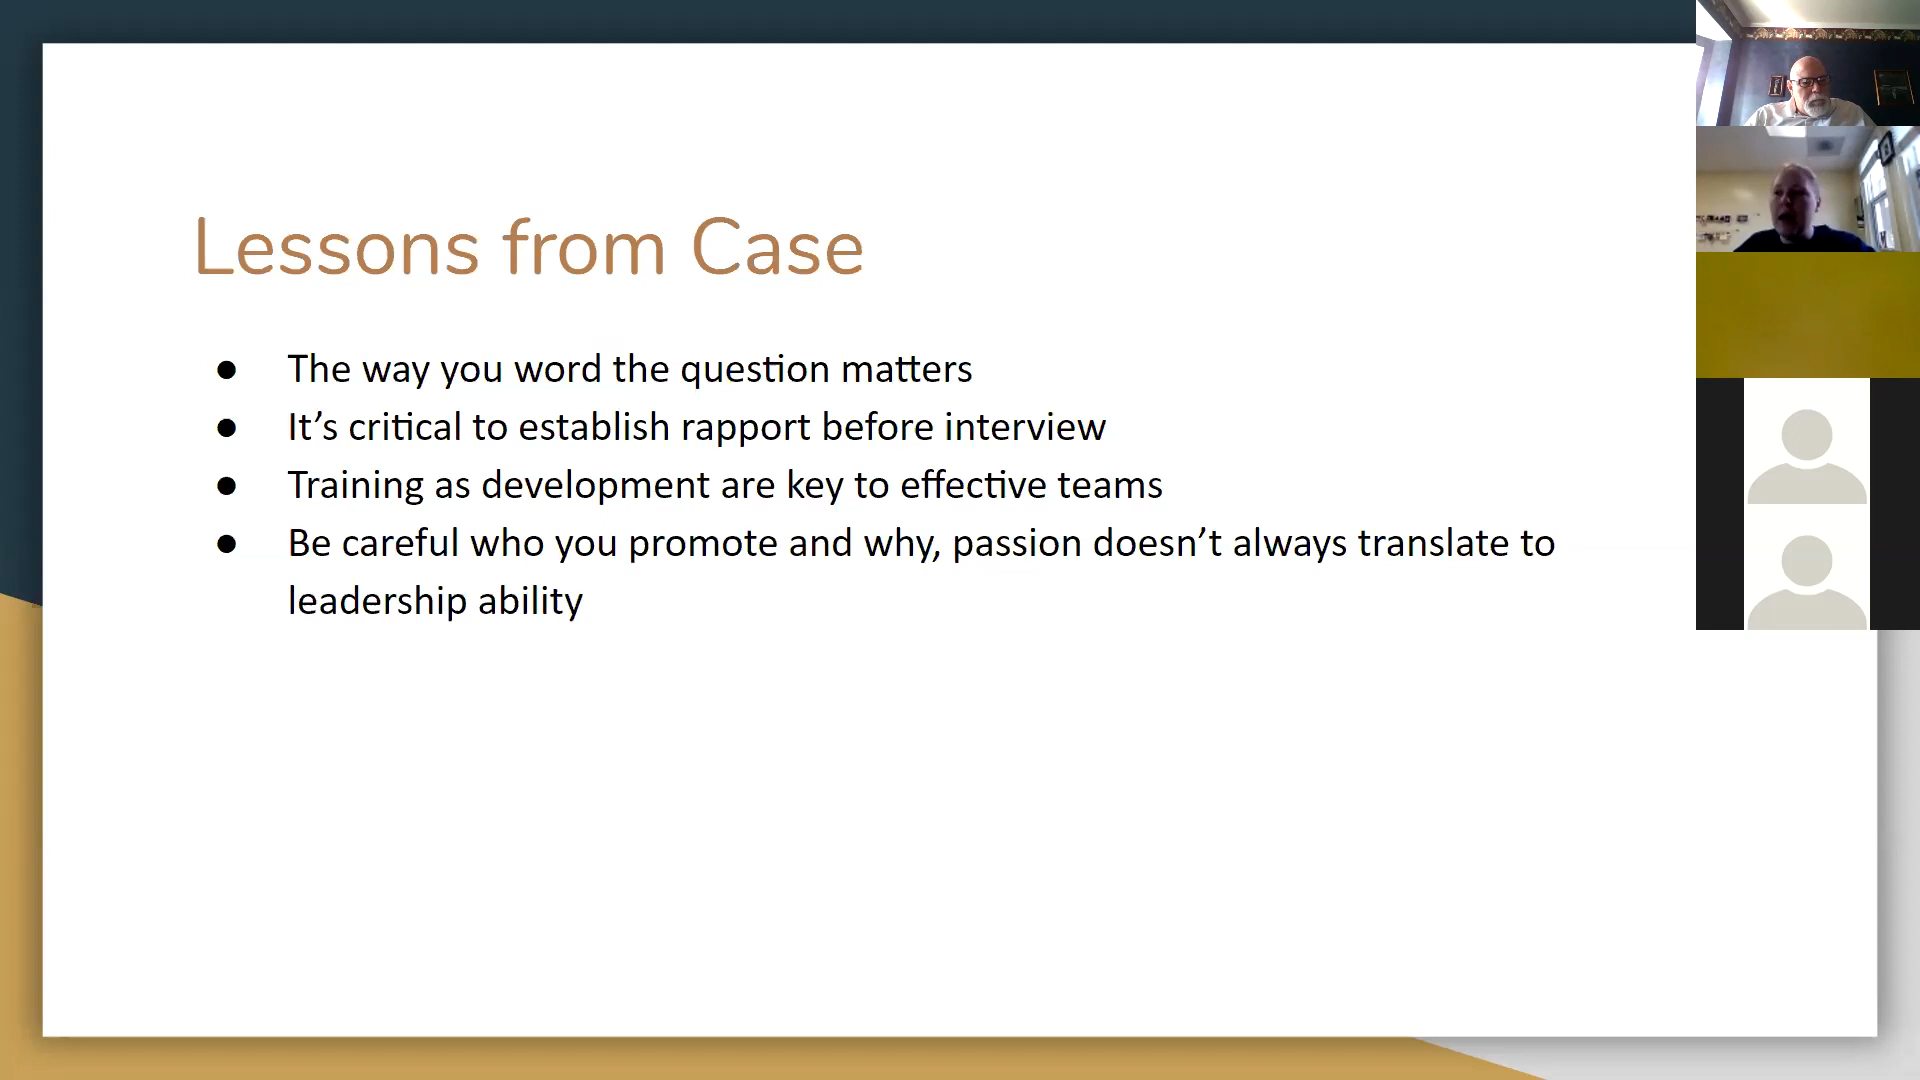 Lessons from Case
● The way you word the question matters
● It’s critical to establish rapport before interview
● Training as development are key to effective teams
● Be careful who you promote and why, passion doesn’t always translate to
leadership ability